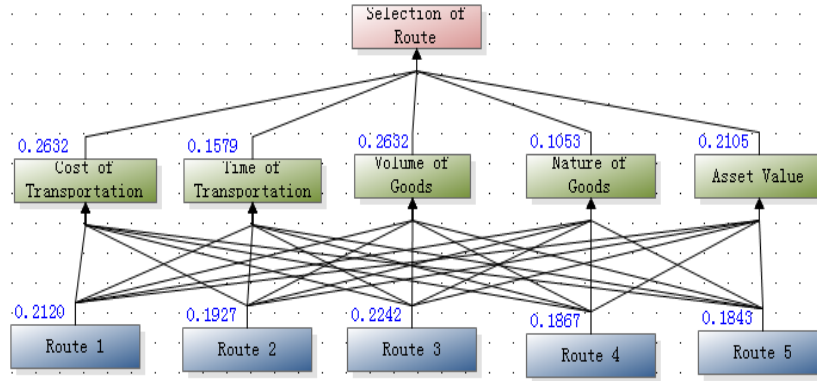 Selection of
Route
0.2632
0.1579
0.2632
0.1053
0.2105
Cost of
Transportation
Time of
Transportation
Volume of
Goods
Nature of
Goods
Asset Value
0.2120
0.1927
0.2242
0.1867
0.1843
Route 1
Route 2
Route 3
Route 4
Route 5